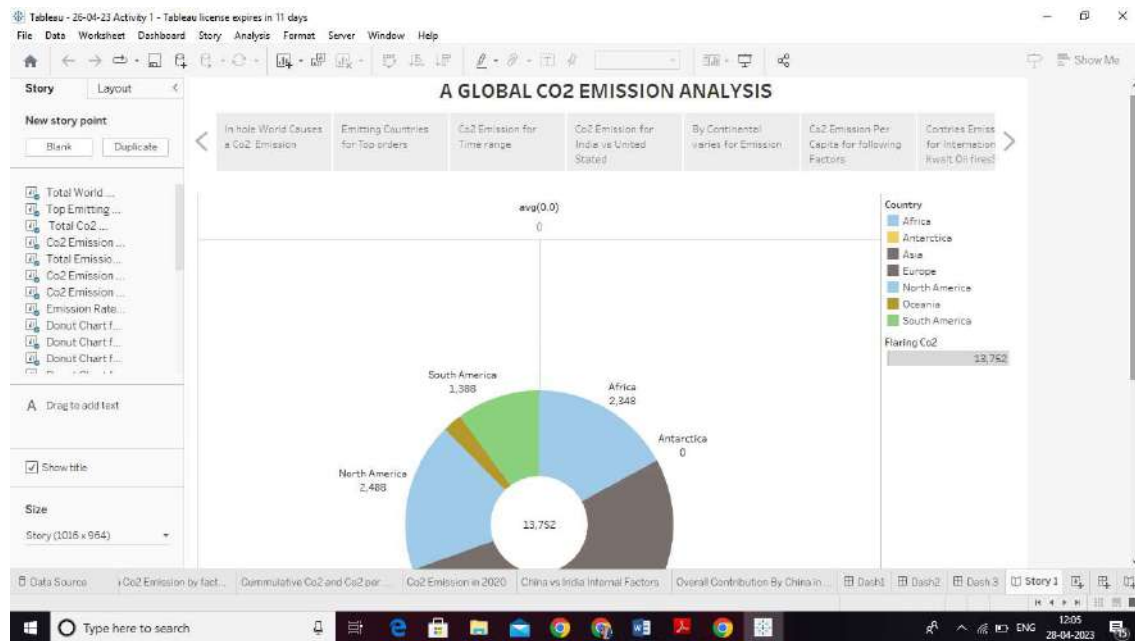 Tableau - 26-04-23 Activity 1 - Tableau license expires in 11 days
File Data Worksheet Dashboard Story Analysis Format Server Window Help
Show Me
Story Layout
New story point
Blank Duplicate
Total World ...
Top Emitting ...
Total Co2 ...
Co2 Emission ...
Total Emissio...
Co2 Emission ...
Co2 Emission ...
Emission Rate...
Donut Chart f...
Donut Chart f...
Donut Chart f...
A Drag to add text
Show title
Size
Story (1016 x 964)
A GLOBAL CO2 EMISSION ANALYSIS
In hole World Causes
a Co2 Emission
Emitting Countries
for Top orders
Co2 Emission for
Time range
Co2 Emission for
India vs United
Stated
By Continental
varies for Emission
Co2 Emission Per
Capita for following
Factors
Contries Emiss
for Internation
Kwait Oil fires!
avg(0.0)
0
South America
1,388
Africa
2,348
Antarctica
0
North America
2,488
13,752
Country
Africa
Antarctica
Asia
Europe
North America
Oceania
South America
Flaring Co2
13,752
Data Source
Co2 Emission by fact...
Cummulative Co2 and Co2 per ...
Co2 Emission in 2020
China vs India Internal Factors
Overall Contribution By China in ...
Dash1
Dash2
Dash 3
Story 1
Type here to search
ENG
12:05
28-04-2023